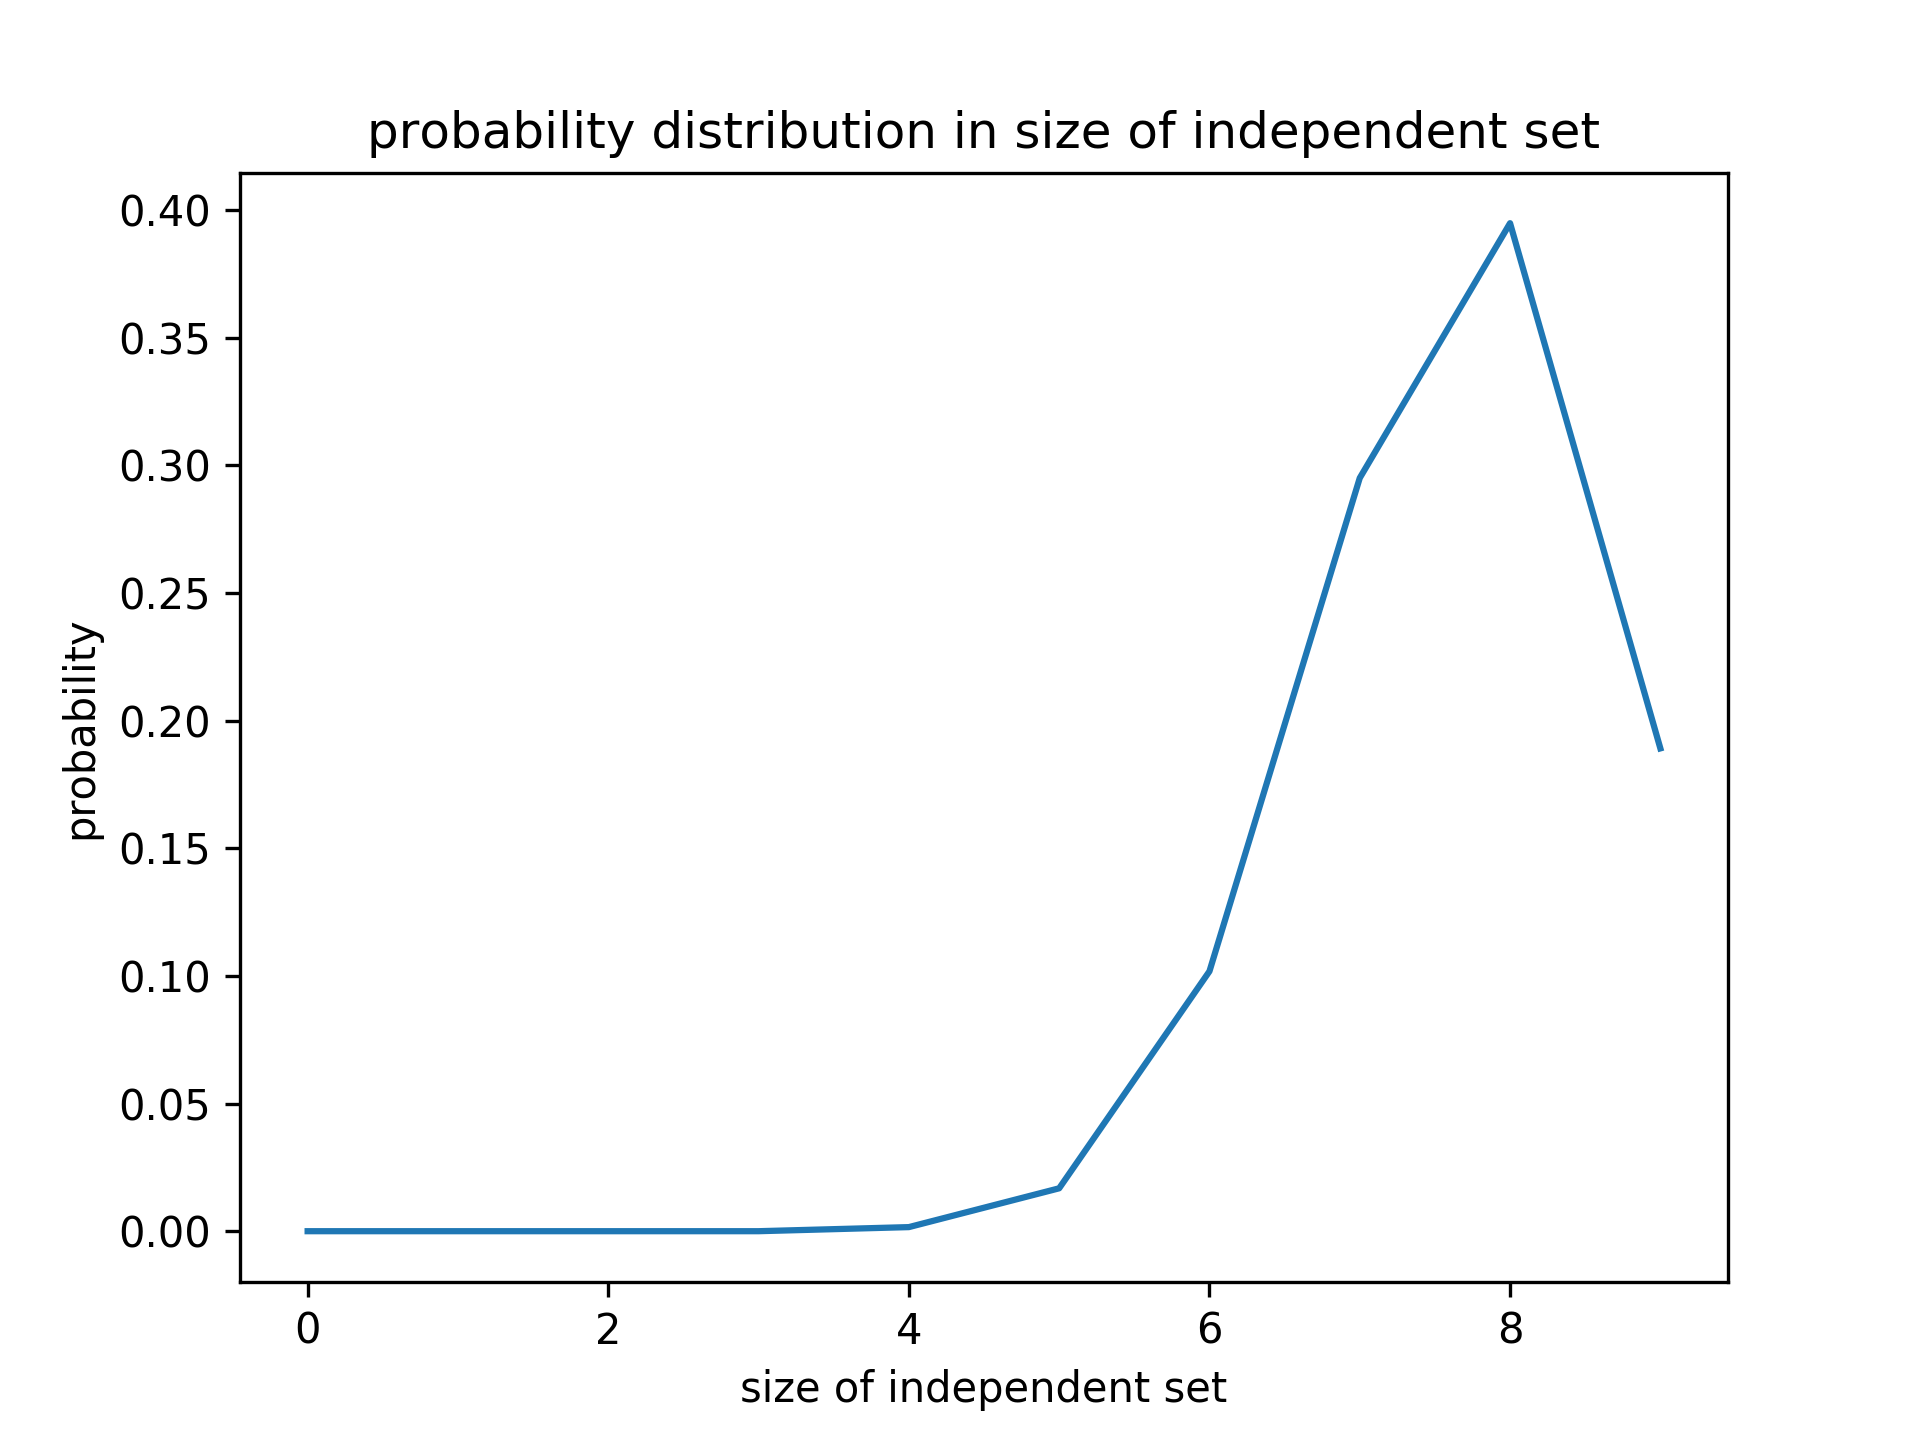 probability distribution in size of independent set
0.40
0.35
0.30
0.25
0.20
0.15
0.10
0.05
0.00
probability
0 2 4 6 8
size of independent set